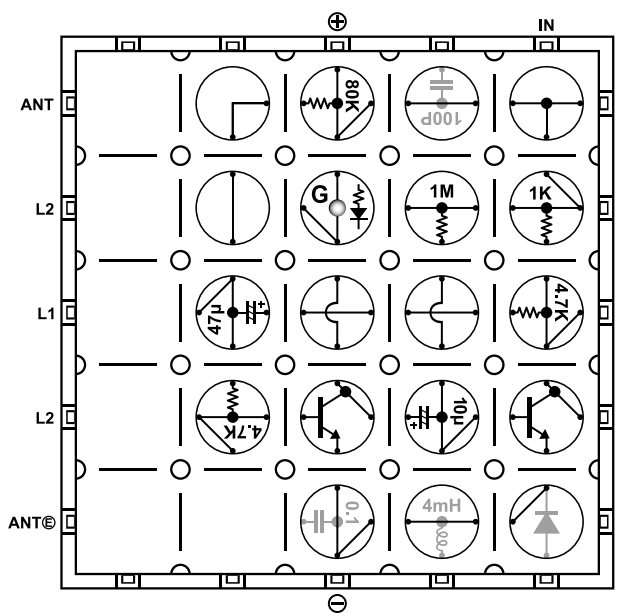 ⊕ IN
ANT 80K 100P
L2 G 1M 1K
L1 47μ + 4.7K
L2 4.7K + 10μ
ANTⒺ 0.1 4mH
⊖